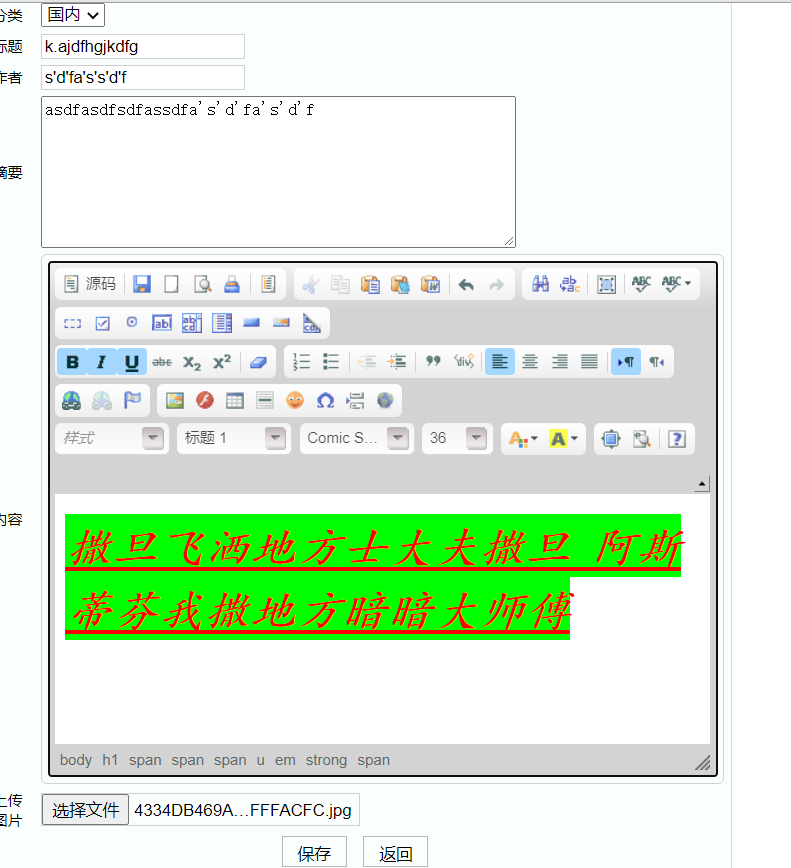 分类 国内
标题 k.ajdfhgjkdfg
作者 s'd'fa's's'd'f
摘要 asdfasdfsdfassdfa's'd'fa's'd'f
源码
样式 标题 1 Comic S... 36
内容
撒旦飞洒地方士大夫撒旦 阿斯
蒂芬我撒地方暗暗大师傅
body h1 span span span u em strong span
上传
图片
选择文件 4334DB469A...FFFACFC.jpg
保存 返回